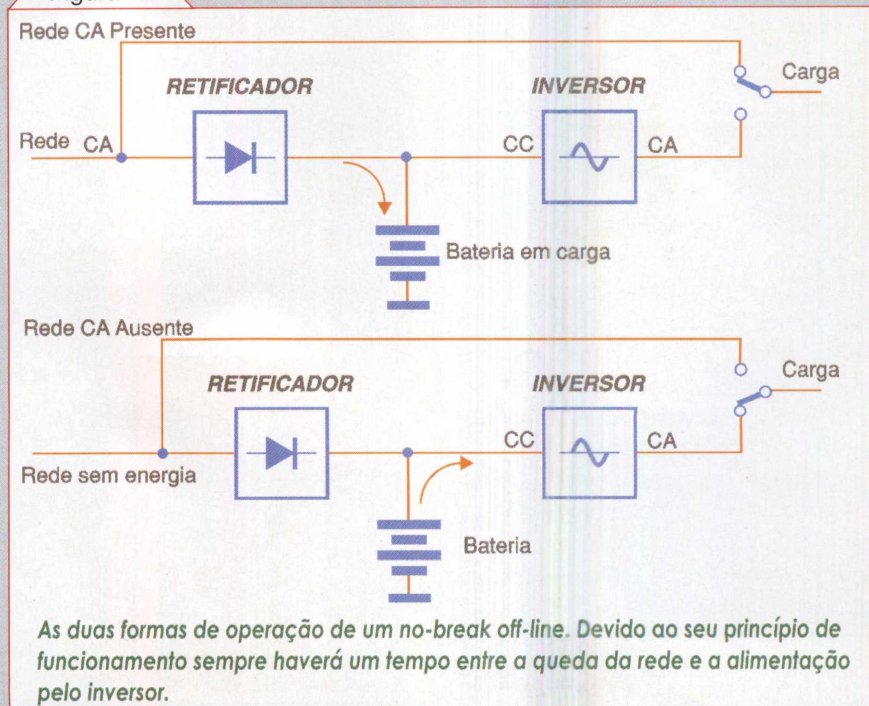 Rede CA Presente
RETIFICADOR
INVERSOR
Carga
Rede CA
CC
CA
Bateria em carga
Rede CA Ausente
RETIFICADOR
INVERSOR
Carga
CC
CA
Rede sem energia
Bateria
As duas formas de operação de um no-break off-line. Devido ao seu princípio de
funcionamento sempre haverá um tempo entre a queda da rede e a alimentação
pelo inversor.